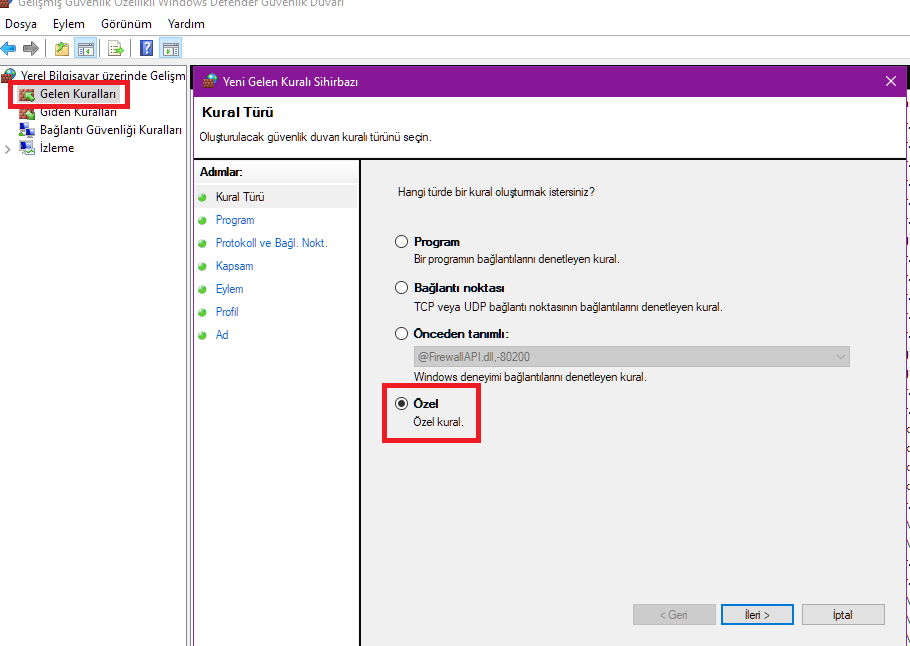 Gelişmiş Güvenlik Özellikli Windows Defender Güvenlik Duvarı
Dosya Eylem Görünüm Yardım
Yerel Bilgisayar üzerinde Gelişm
Gelen Kuralları
Giden Kuralları
Bağlantı Güvenliği Kuralları
İzleme
Yeni Gelen Kuralı Sihirbazı
Kural Türü
Oluşturulacak güvenlik duvarı kuralı türünü seçin.
Adımlar:
Kural Türü
Program
Protokoll ve Bağl. Nokt.
Kapsam
Eylem
Profil
Ad
Hangi türde bir kural oluşturmak istersiniz?
Program
Bir programın bağlantılarını denetleyen kural.
Bağlantı noktası
TCP veya UDP bağlantı noktasının bağlantılarını denetleyen kural.
Önceden tanımlı:
@FirewallAPI.dll,-80200
Windows deneyimi bağlantılarını denetleyen kural.
Özel
Özel kural.
< Geri İleri > İptal